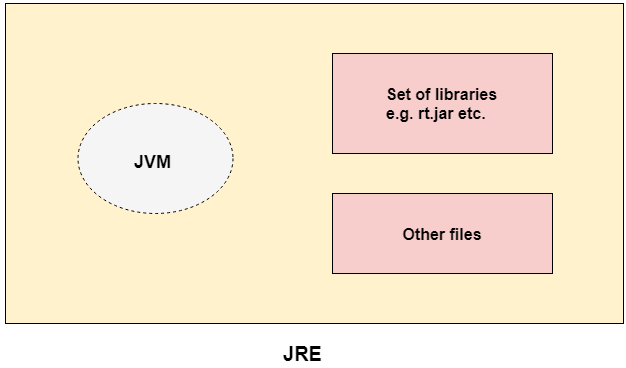 JVM
Set of libraries
e.g. rt.jar etc.
Other files
JRE